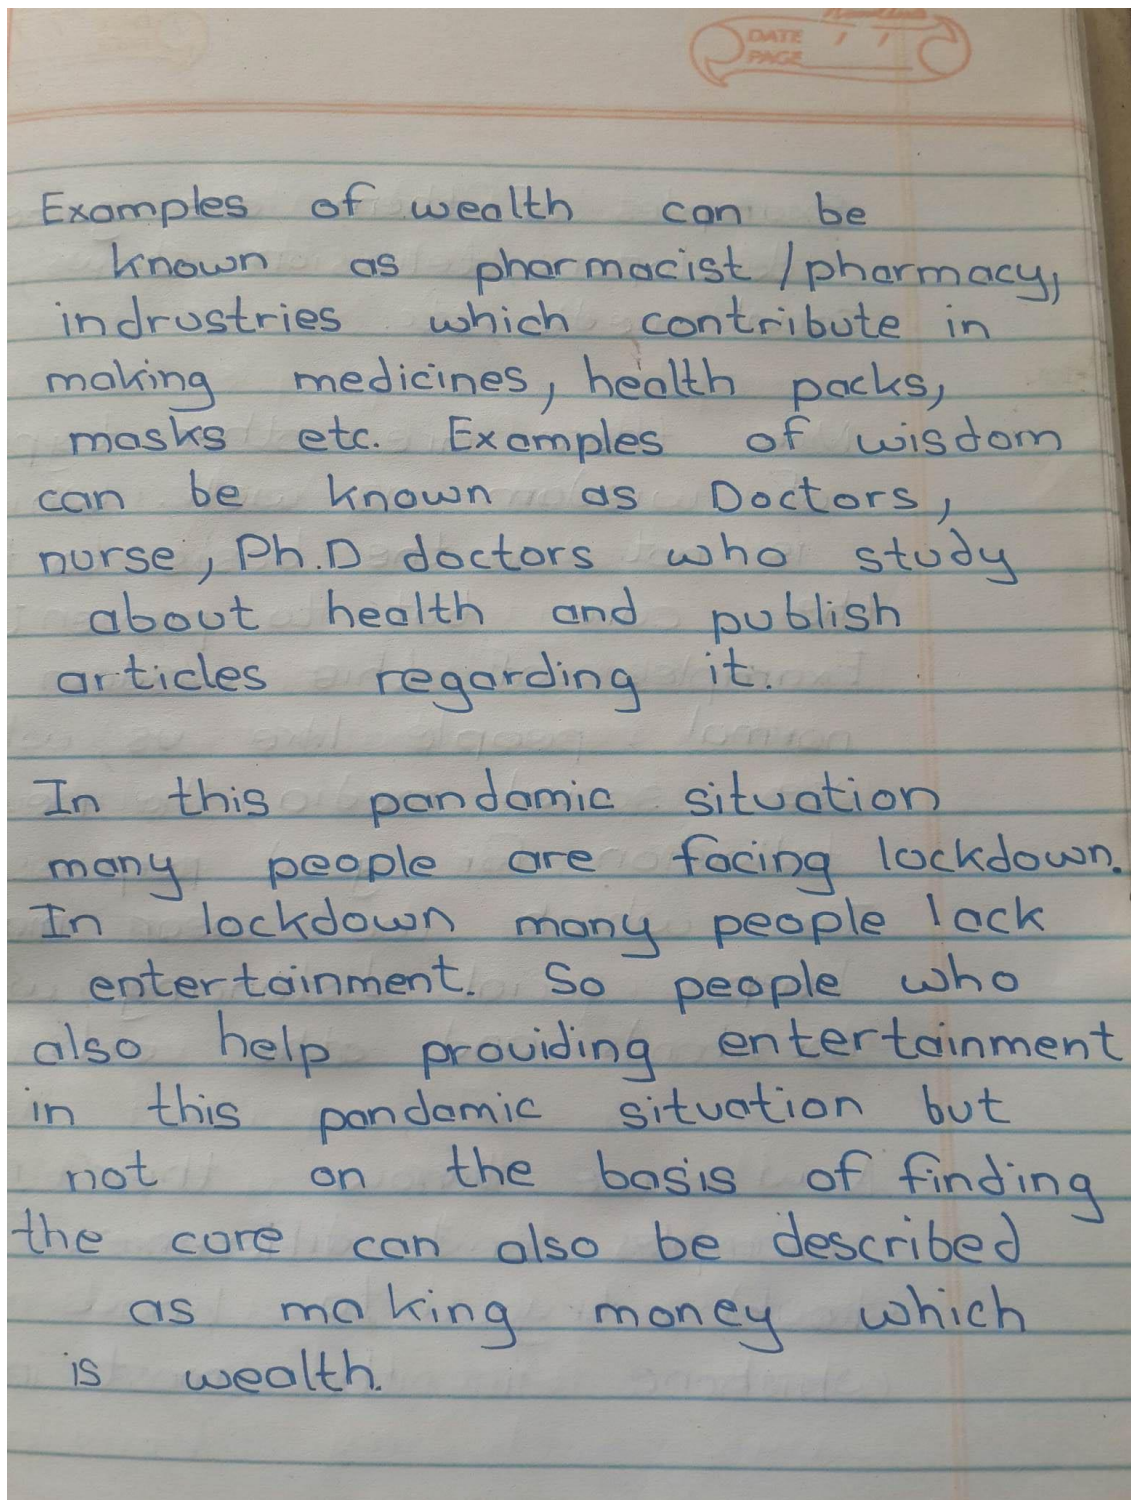 DATE
PAGE
Examples of wealth can be
known as pharmacist / pharmacy,
indrustries which contribute in
making medicines, health packs,
masks etc. Examples of wisdom
can be known as Doctors,
nurse, Ph.D doctors who study
about health and publish
articles regarding it.
In this pandamic situation
many people are facing lockdown.
In lockdown many people lack
entertainment. So people who
also help providing entertainment
in this pandamic situation but
not on the basis of finding
the core can also be described
as making money which
is wealth.